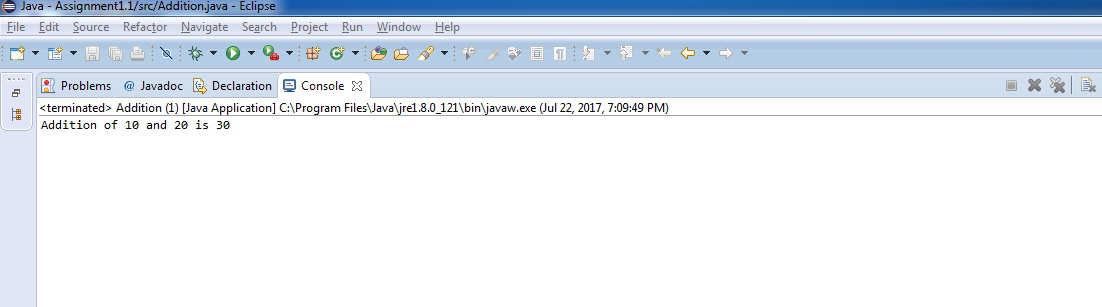 Java - Assignment1.1/src/Addition.java - Eclipse
File Edit Source Refactor Navigate Search Project Run Window Help
Problems @ Javadoc Declaration Console
<terminated> Addition (1) [Java Application] C:\Program Files\Java\jre1.8.0_121\bin\javaw.exe (Jul 22, 2017, 7:09:49 PM)
Addition of 10 and 20 is 30